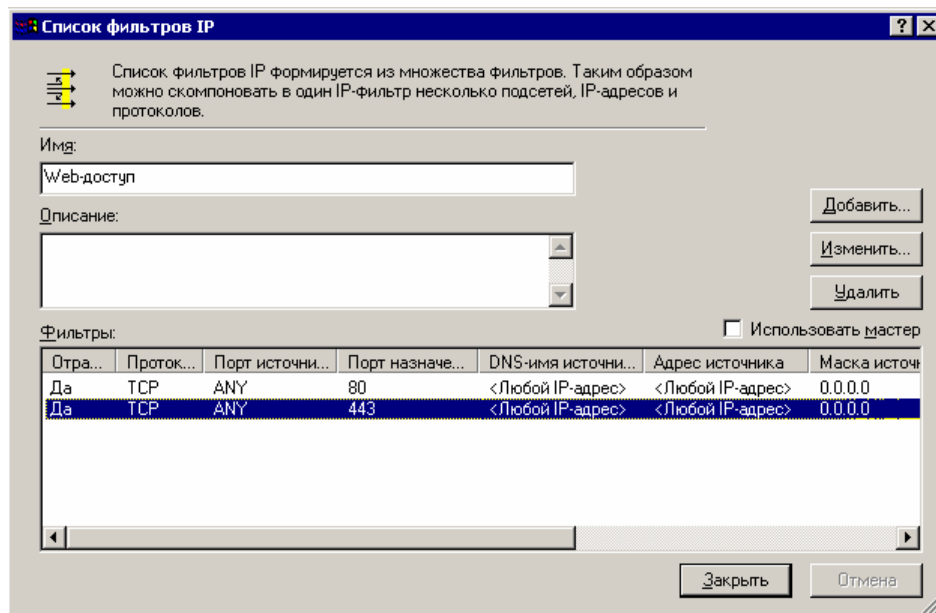 Список фильтров IP
Список фильтров IP формируется из множества фильтров. Таким образом
можно скомпоновать в один IP-фильтр несколько подсетей, IP-адресов и
протоколов.
Имя:
Web-доступ
Добавить...
Описание:
Изменить...
Удалить
Фильтры:
Использовать мастер
Отра... Проток... Порт источни... Порт назначе... DNS-имя источни... Адрес источника Маска источн
Да TCP ANY 80 <Любой IP-адрес> <Любой IP-адрес> 0.0.0.0
Да TCP ANY 443 <Любой IP-адрес> <Любой IP-адрес> 0.0.0.0
Закрыть Отмена